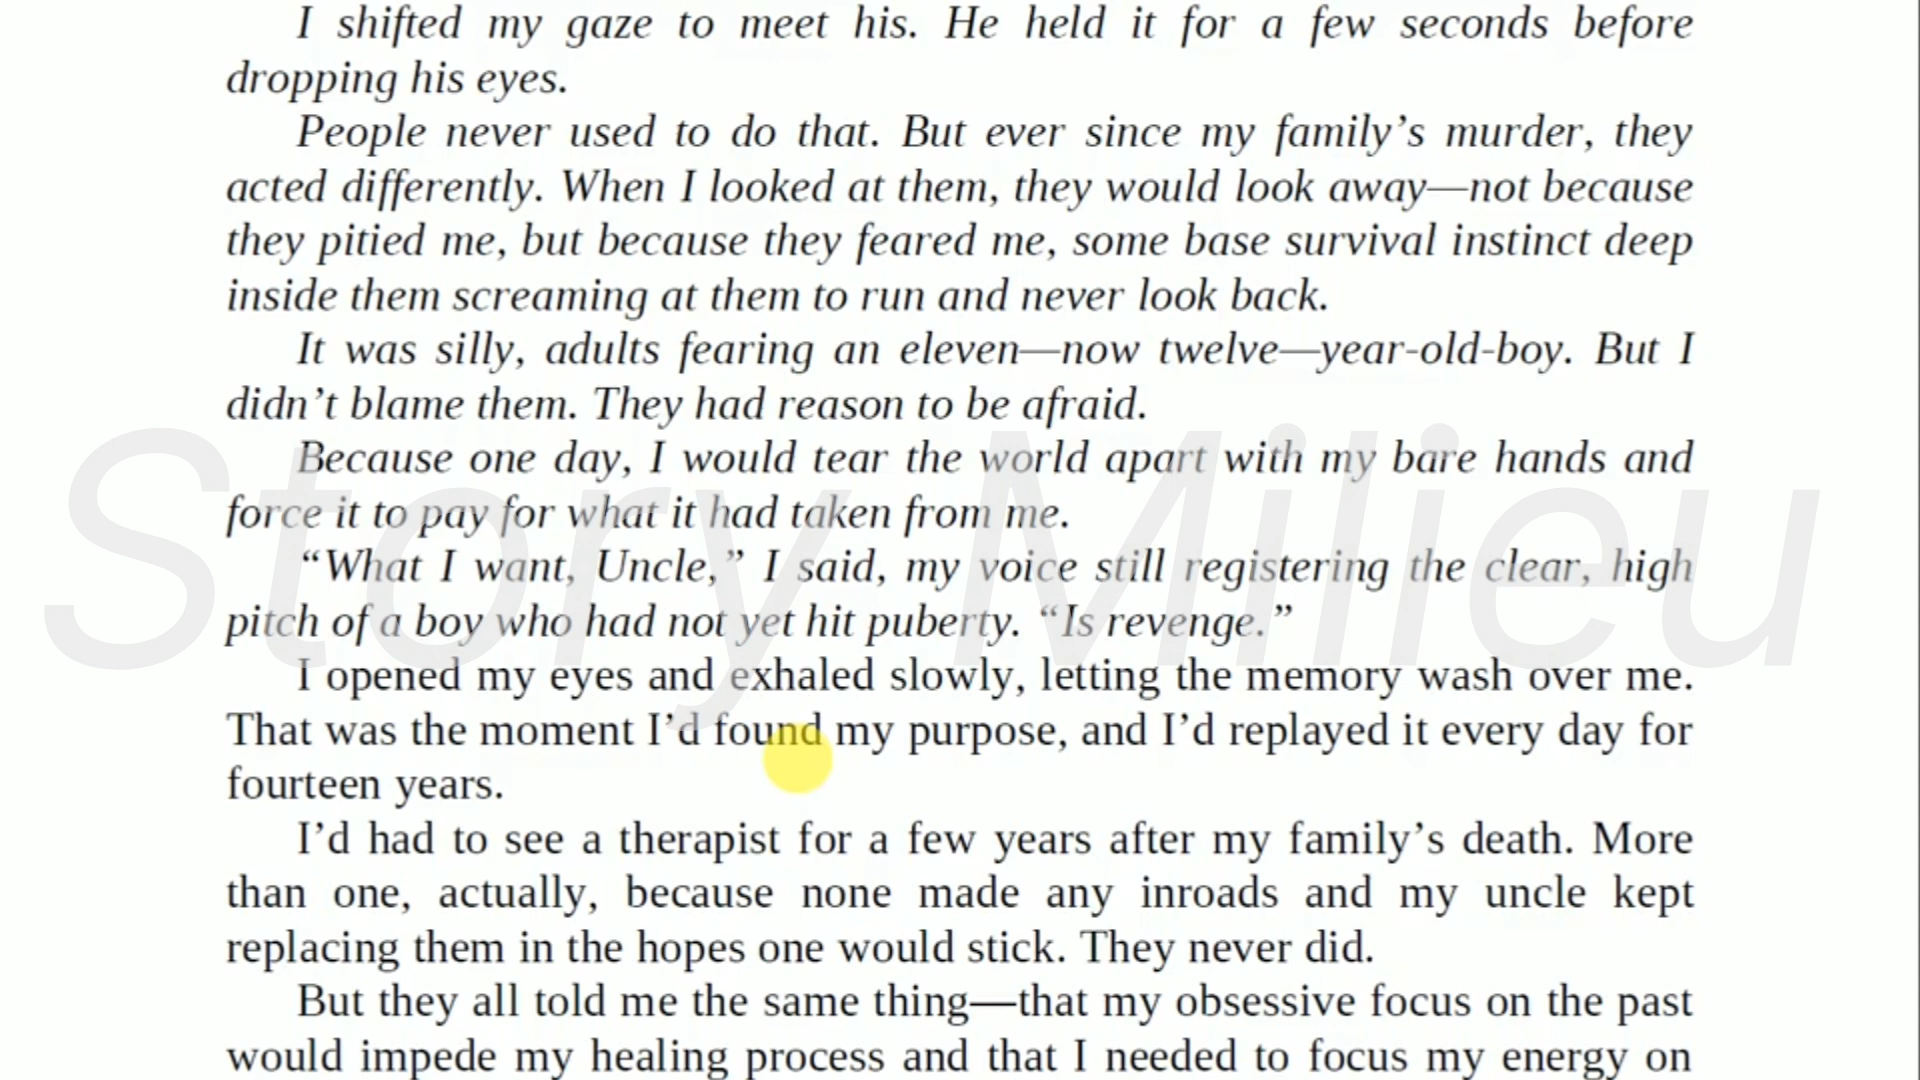 I shifted my gaze to meet his. He held it for a few seconds before
dropping his eyes.
People never used to do that. But ever since my family’s murder, they
acted differently. When I looked at them, they would look away—not because
they pitied me, but because they feared me, some base survival instinct deep
inside them screaming at them to run and never look back.
It was silly, adults fearing an eleven—now twelve—year-old-boy. But I
didn’t blame them. They had reason to be afraid.
Because one day, I would tear the world apart with my bare hands and
force it to pay for what it had taken from me.
“What I want, Uncle,” I said, my voice still registering the clear, high
pitch of a boy who had not yet hit puberty. “Is revenge.”
I opened my eyes and exhaled slowly, letting the memory wash over me.
That was the moment I’d found my purpose, and I’d replayed it every day for
fourteen years.
I’d had to see a therapist for a few years after my family’s death. More
than one, actually, because none made any inroads and my uncle kept
replacing them in the hopes one would stick. They never did.
But they all told me the same thing—that my obsessive focus on the past
would impede my healing process and that I needed to focus my energy on
Story Milieu